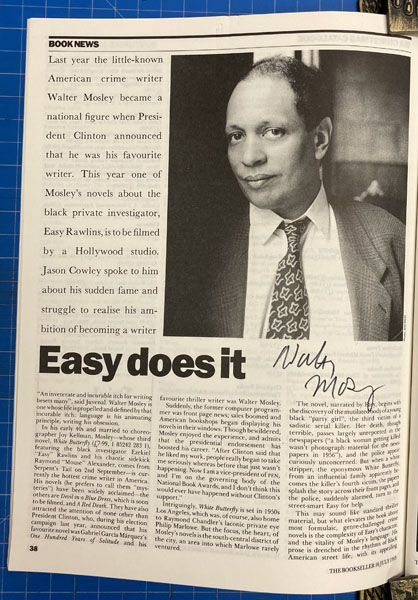 BOOK NEWS
Last year the little-known
American crime writer
Walter Mosley became a
national figure when Presi-
dent Clinton announced
that he was his favourite
writer. This year one of
Mosley's novels about the
black private investigator,
Easy Rawlins, is to be filmed
by a Hollywood studio.
Jason Cowley spoke to him
about his sudden fame and
struggle to realise his am-
bition of becoming a writer
Easy does it
"An inveterate and incurable itch for writing
besets many", said Juvenal. Walter Mosley is
one whose life is propelled and defined by that
incurable itch: language is his animating
principle, writing his obsession.
In his early and married to choreo-
grapher Joy Kellman, Mosley—whose third
novel, White Butterfly (£7.99, 1 85242 283 1),
featuring the black investigator Ezekiel
"Easy" Rawlins and his chaotic sidekick
Raymond "Mouse" Alexander, comes from
Serpent's Tail on 2nd September—is cur-
rently the hottest crime writer in America.
His novels (he prefers to call them "mys-
teries") have been widely acclaimed—the
others are Devil in a Blue Dress, which is soon
to be filmed, and A Red Death. They have also
attracted the attention of none other than
President Clinton, who, during his election
campaign last year, announced that his
favourite novel was Gabriel García Márquez's
One Hundred Years of Solitude and his
favourite thriller writer was Walter Mosley.
Suddenly, the former computer program-
mer was front page news; sales boomed and
American bookshops began displaying his
novels in their windows. Though bewildered,
Mosley enjoyed the experience, and admits
that the presidential endorsement has
boosted his career. "After Clinton said that
he liked my work, people really began to take
me seriously whereas before that just wasn't
happening. Now I am a vice-president of PEN,
and I'm on the governing body of the
National Book Awards, and I don't think this
would ever have happened without Clinton's
support."
Intriguingly, White Butterfly is set in 1950s
Los Angeles, which was, of course, also home
to Raymond Chandler's laconic private eye
Philip Marlowe. But the focus, the heart, of
Mosley's novels is the south-central district of
the city, an area into which Marlowe rarely
ventured.
The novel, narrated by Easy, begins with
the discovery of the mutilated body of a young
black "party girl", the third victim of a
sadistic serial killer. Her death, though
terrible, passes largely unreported in the
newspapers ("a black woman getting killed
wasn't photograph material for the news-
papers in 1956"), and the police appear
curiously unconcerned. But when a white
stripper, the eponymous White Butterfly,
from an influential family apparently be-
comes the killer's fourth victim, the papers
splash the story across their front pages and
the police, suddenly alarmed, turn to the
street-smart Easy for help.
This may sound like standard thriller
material, but what elevates the book above
most formulaic, genre-challenged crime
novels is the complexity of Easy's character
and the vitality of Mosley's language. His
prose is drenched in the rhythms of black
American street life, with its appealing
38
THE BOOKSELLER 16 JULY 1993